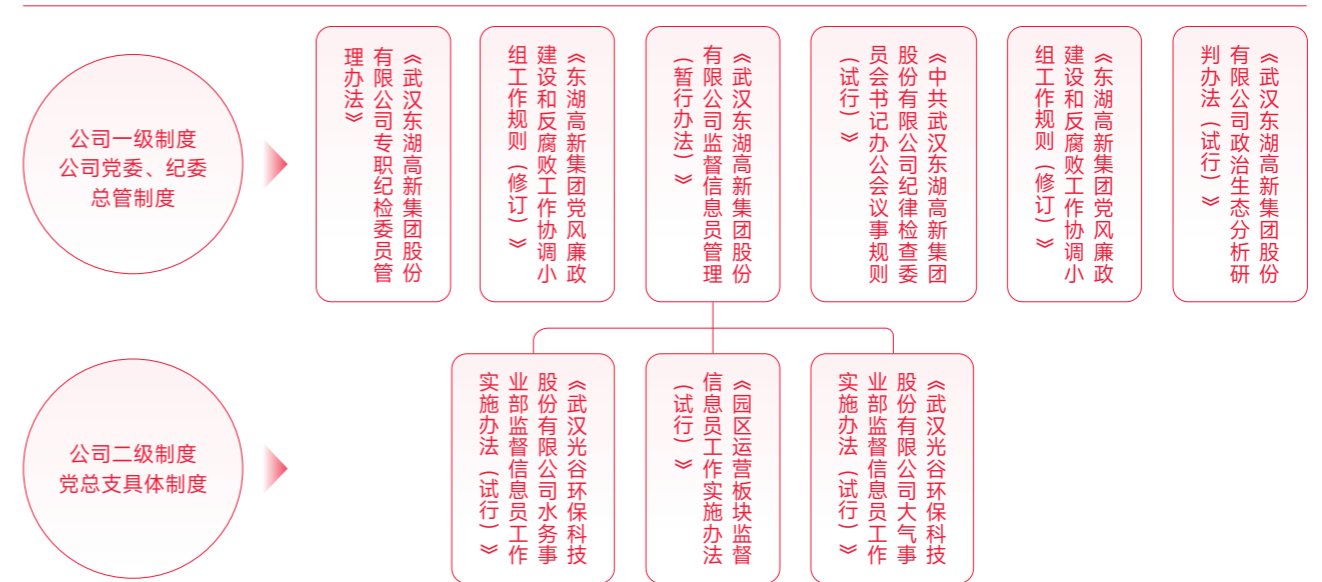 公司一级制度
公司党委、纪委
总管制度
《武汉东湖高新集团股份
有限公司专职纪检委员管
理办法》
《东湖高新集团党风廉政
建设和反腐败工作协调小
组工作规则（修订）》
《武汉东湖高新集团股份
有限公司监督信息员管理
（暂行办法）》
《中共武汉东湖高新集团
股份有限公司纪律检查委
员会书记办公会议事规则
（试行）》
《东湖高新集团党风廉政
建设和反腐败工作协调小
组工作规则（修订）》
《武汉东湖高新集团股份
有限公司政治生态分析研
判办法（试行）》
公司二级制度
党总支具体制度
《武汉光谷环保科技
股份有限公司水务事
业部监督信息员工作
实施办法（试行）》
《园区运营板块监督
信息员工作实施办法
（试行）》
《武汉光谷环保科技
股份有限公司大气事
业部监督信息员工作
实施办法（试行）》